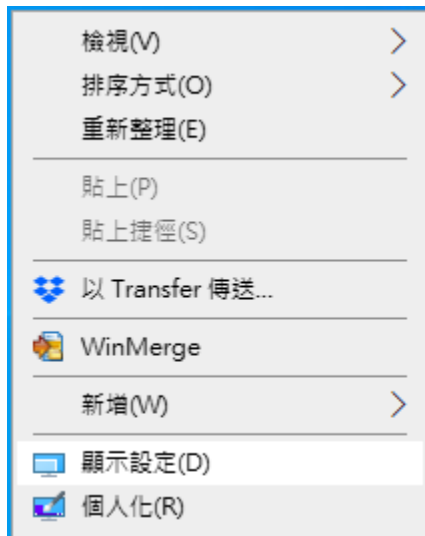 檢視(V)
排序方式(O)
重新整理(E)
貼上(P)
貼上捷徑(S)
以 Transfer 傳送...
WinMerge
新增(W)
顯示設定(D)
個人化(R)